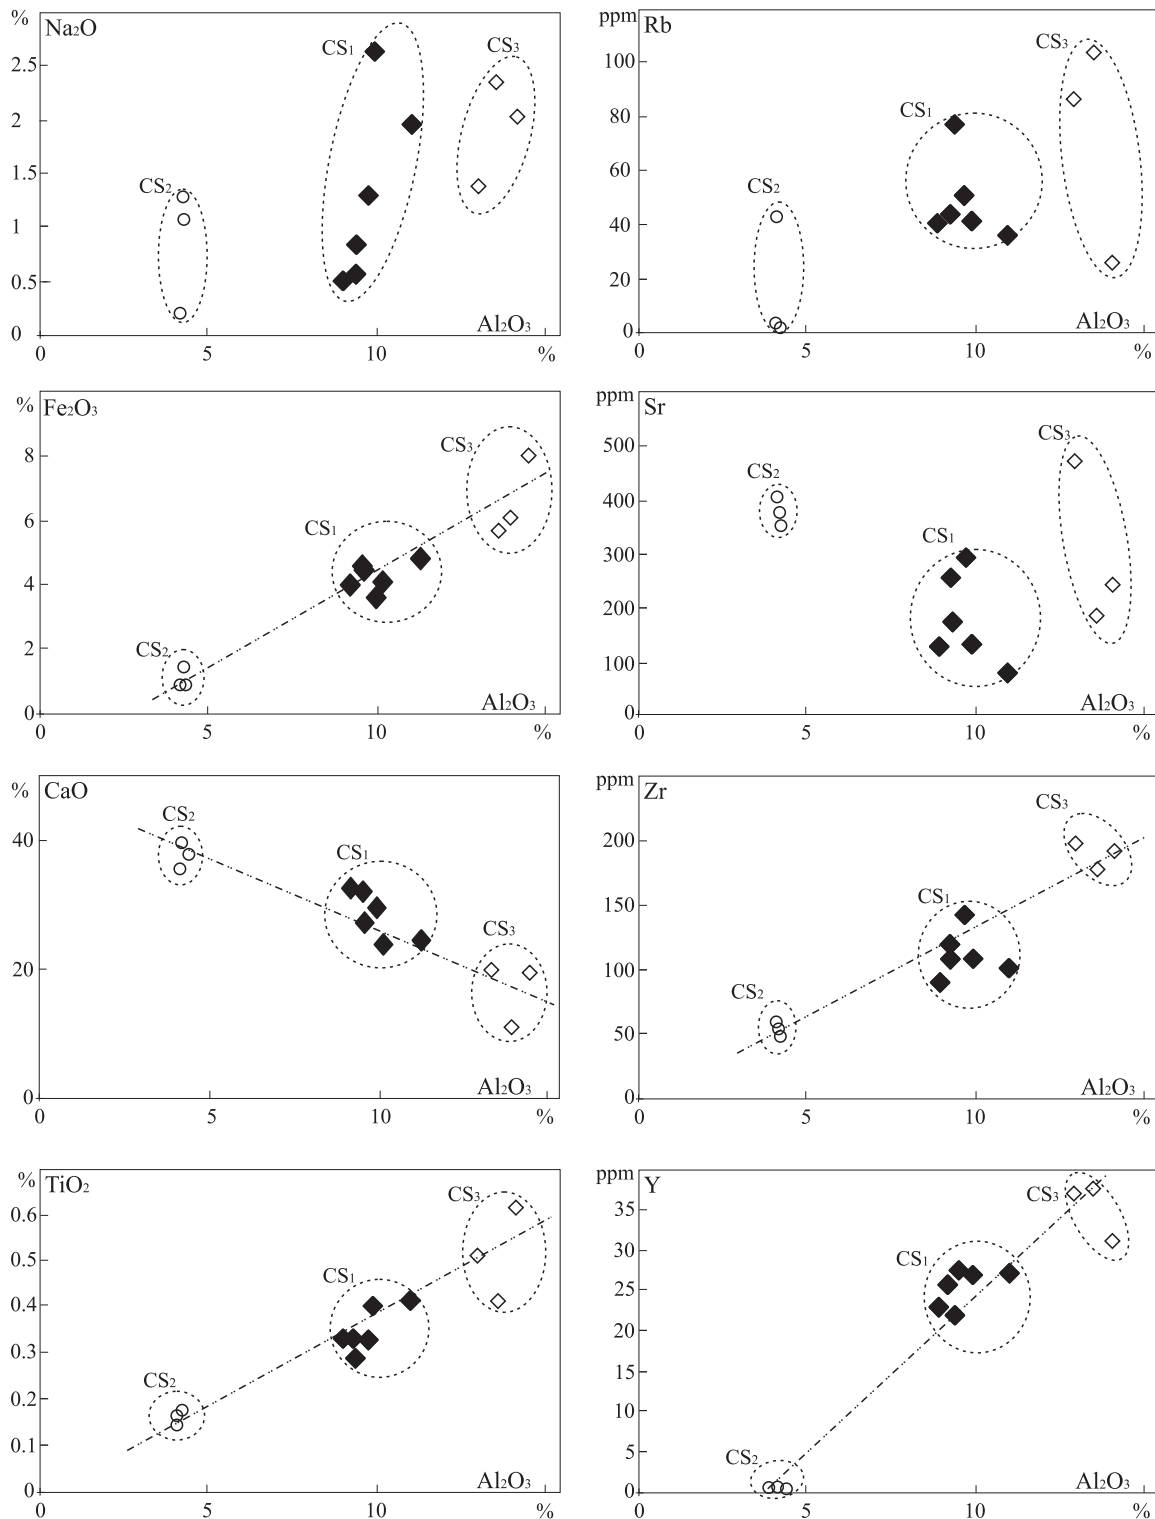 %
Na₂O
2.5
2
1.5
1
0.5
0
CS₁
CS₃
CS₂
Al₂O₃
0
5
10
%
ppm
Rb
100
80
60
40
20
0
CS₃
CS₁
CS₂
Al₂O₃
0
5
10
%
%
Fe₂O₃
8
6
4
2
0
CS₃
CS₁
CS₂
Al₂O₃
0
5
10
%
ppm
Sr
500
400
300
200
100
0
CS₃
CS₂
CS₁
Al₂O₃
0
5
10
%
%
CaO
40
20
0
CS₂
CS₁
CS₃
Al₂O₃
0
5
10
%
ppm
Zr
200
150
100
50
0
CS₃
CS₁
CS₂
Al₂O₃
0
5
10
%
%
TiO₂
0.6
0.5
0.4
0.3
0.2
0.1
0
CS₃
CS₁
CS₂
Al₂O₃
0
5
10
%
ppm
Y
35
30
25
20
15
10
5
0
CS₃
CS₁
CS₂
Al₂O₃
0
5
10
%